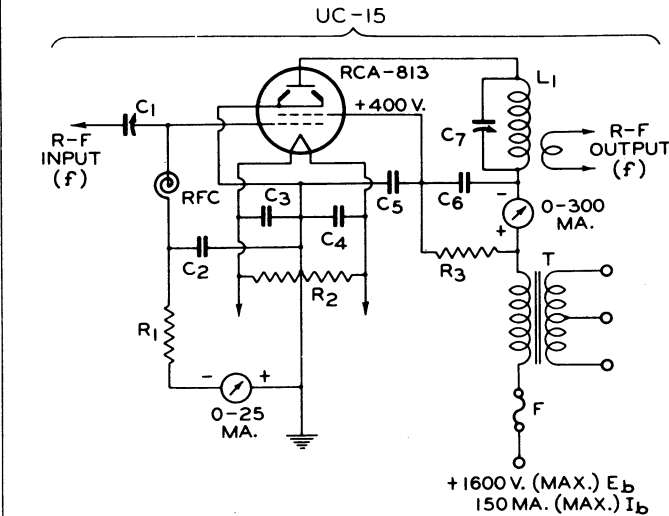 UC-15
RCA-813
+400 V.
L1
C1
R-F
INPUT
(f)
C7
R-F
OUTPUT
(f)
RFC
C3
C4
C5
C6
-
0-300
MA.
+
C2
R2
R3
T
R1
-
+
0-25
MA.
F
+1600 V. (MAX.) Eb
150 MA. (MAX.) Ib